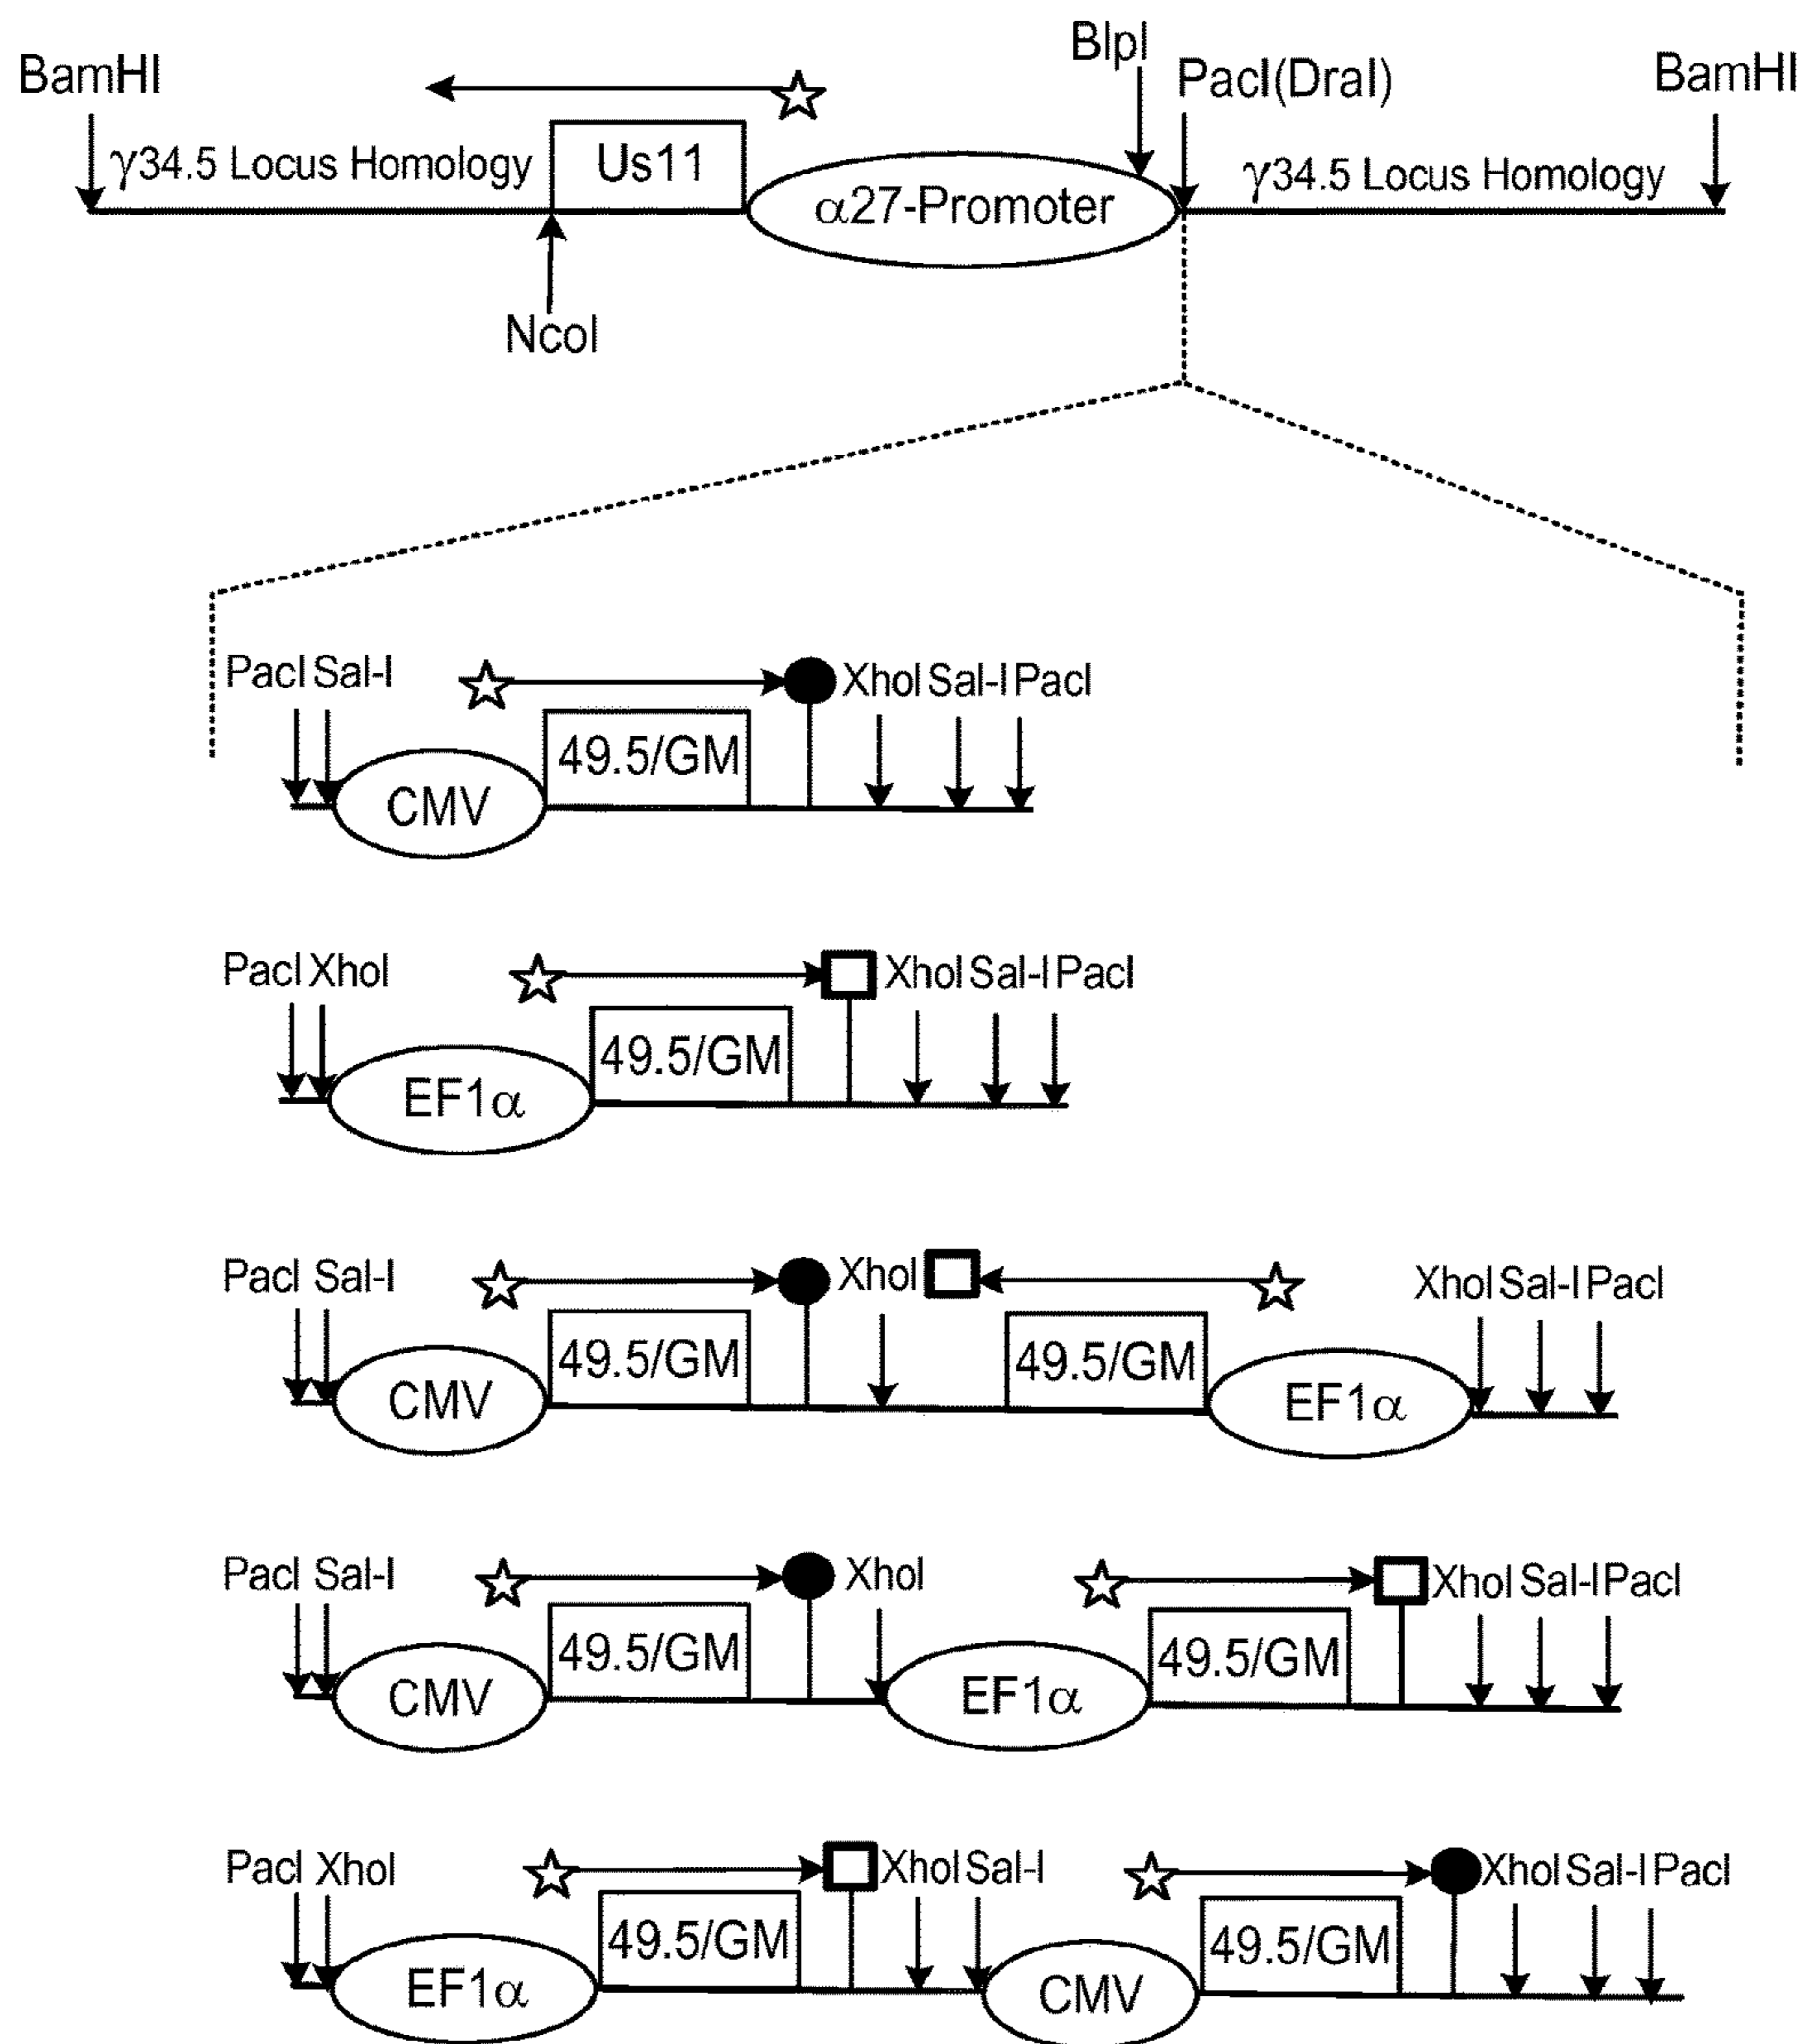 BlpI
BamHI
PacI(DraI)
BamHI
γ34.5 Locus Homology
Us11
α27-Promoter
γ34.5 Locus Homology
NcoI
PacI Sal-I
XhoI Sal-I PacI
49.5/GM
CMV
PacI XhoI
XhoI Sal-I PacI
49.5/GM
EF1α
PacI Sal-I
XhoI
XhoI Sal-I PacI
49.5/GM
49.5/GM
CMV
EF1α
PacI Sal-I
XhoI
XhoI Sal-I PacI
49.5/GM
49.5/GM
CMV
EF1α
PacI XhoI
XhoI Sal-I
XhoI Sal-I PacI
49.5/GM
49.5/GM
EF1α
CMV